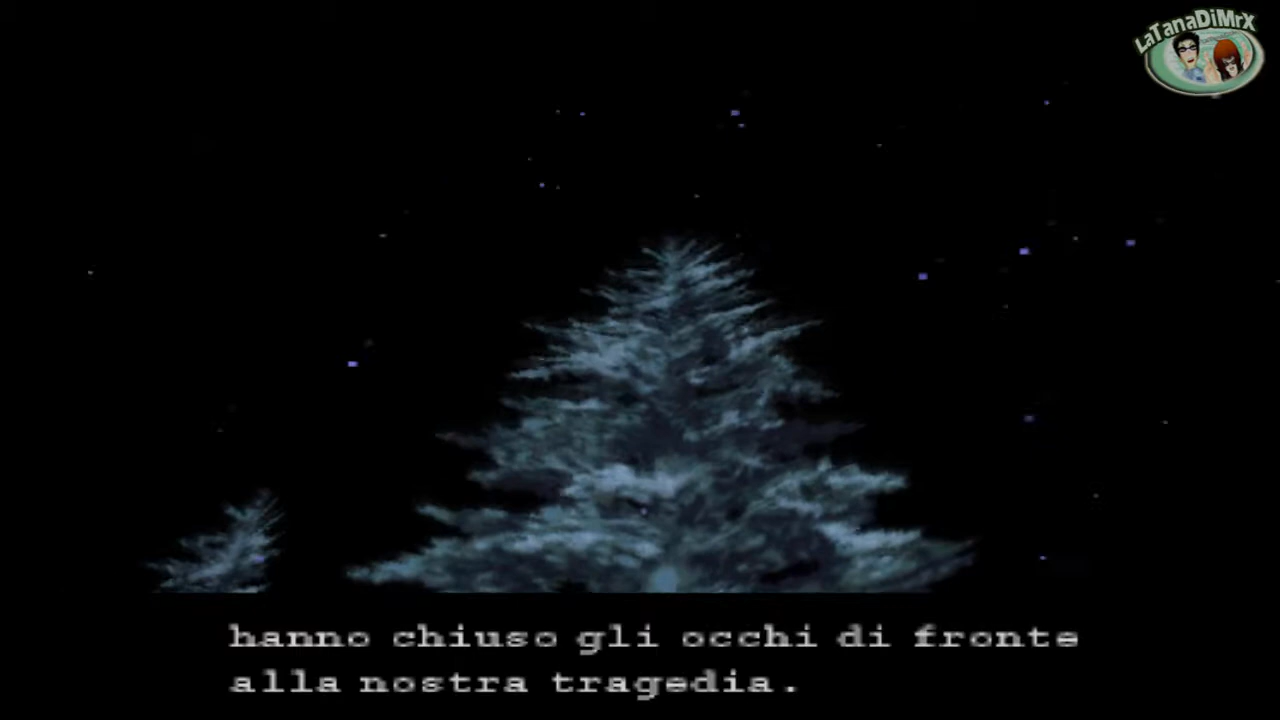 LaTanaDiMrX
hanno chiuso gli occhi di fronte
alla nostra tragedia.